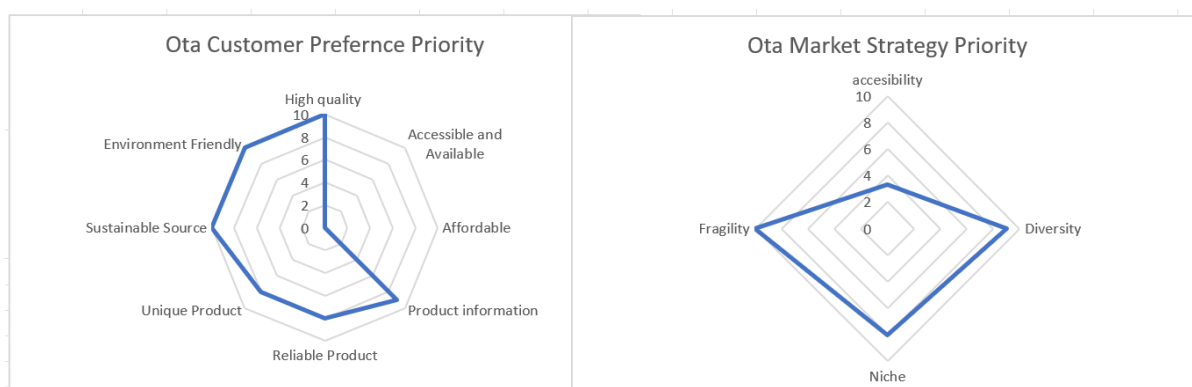 Ota Customer Prefernce Priority
High quality
10
8
6
4
2
0
Accessible and
Available
Affordable
Product information
Reliable Product
Unique Product
Sustainable Source
Environment Friendly
Ota Market Strategy Priority
accesibility
10
8
6
4
2
0
Diversity
Niche
Fragility